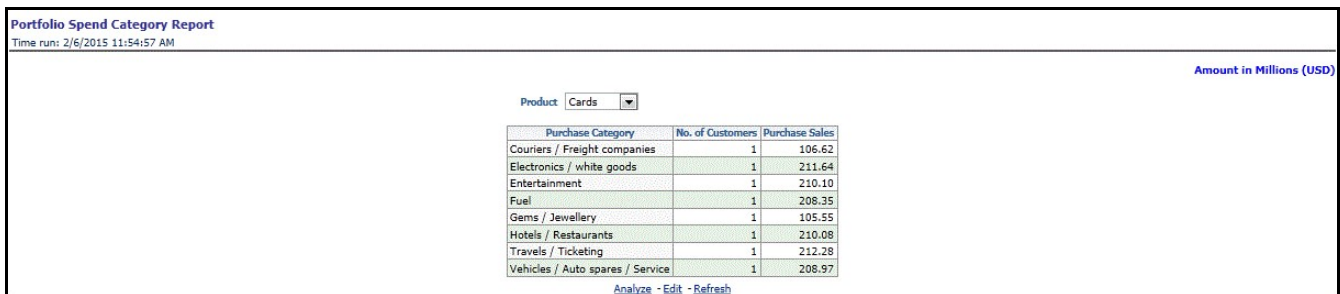 Portfolio Spend Category Report
Time run: 2/6/2015 11:54:57 AM
Amount in Millions (USD)
Product Cards
Purchase Category No. of Customers Purchase Sales
Couriers / Freight companies 1 106.62
Electronics / white goods 1 211.64
Entertainment 1 210.10
Fuel 1 208.35
Gems / Jewellery 1 105.55
Hotels / Restaurants 1 210.08
Travels / Ticketing 1 212.28
Vehicles / Auto spares / Service 1 208.97
Analyze - Edit - Refresh